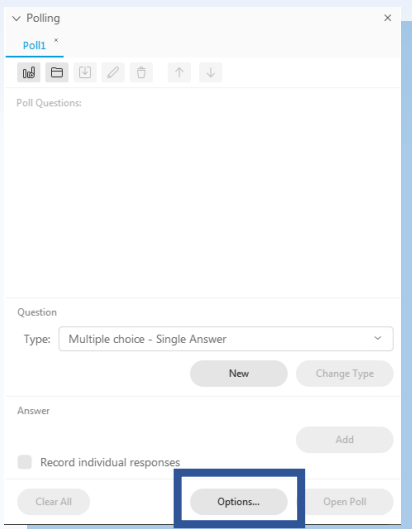 Polling
Poll1
Poll Questions:
Question
Type: Multiple choice - Single Answer
New Change Type
Answer
Add
Record individual responses
Clear All Options... Open Poll